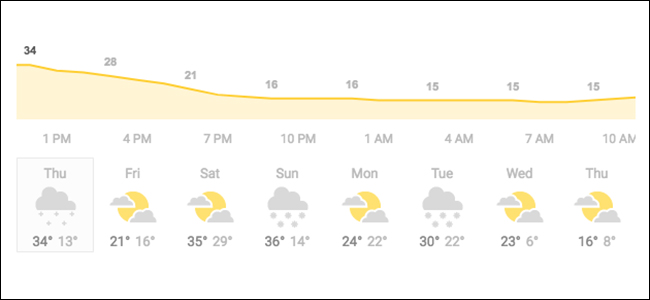 34 28 21 16 16 15 15 15
1 PM 4 PM 7 PM 10 PM 1 AM 4 AM 7 AM 10 AM
Thu Fri Sat Sun Mon Tue Wed Thu
34° 13° 21° 16° 35° 29° 36° 14° 24° 22° 30° 22° 23° 6° 16° 8°